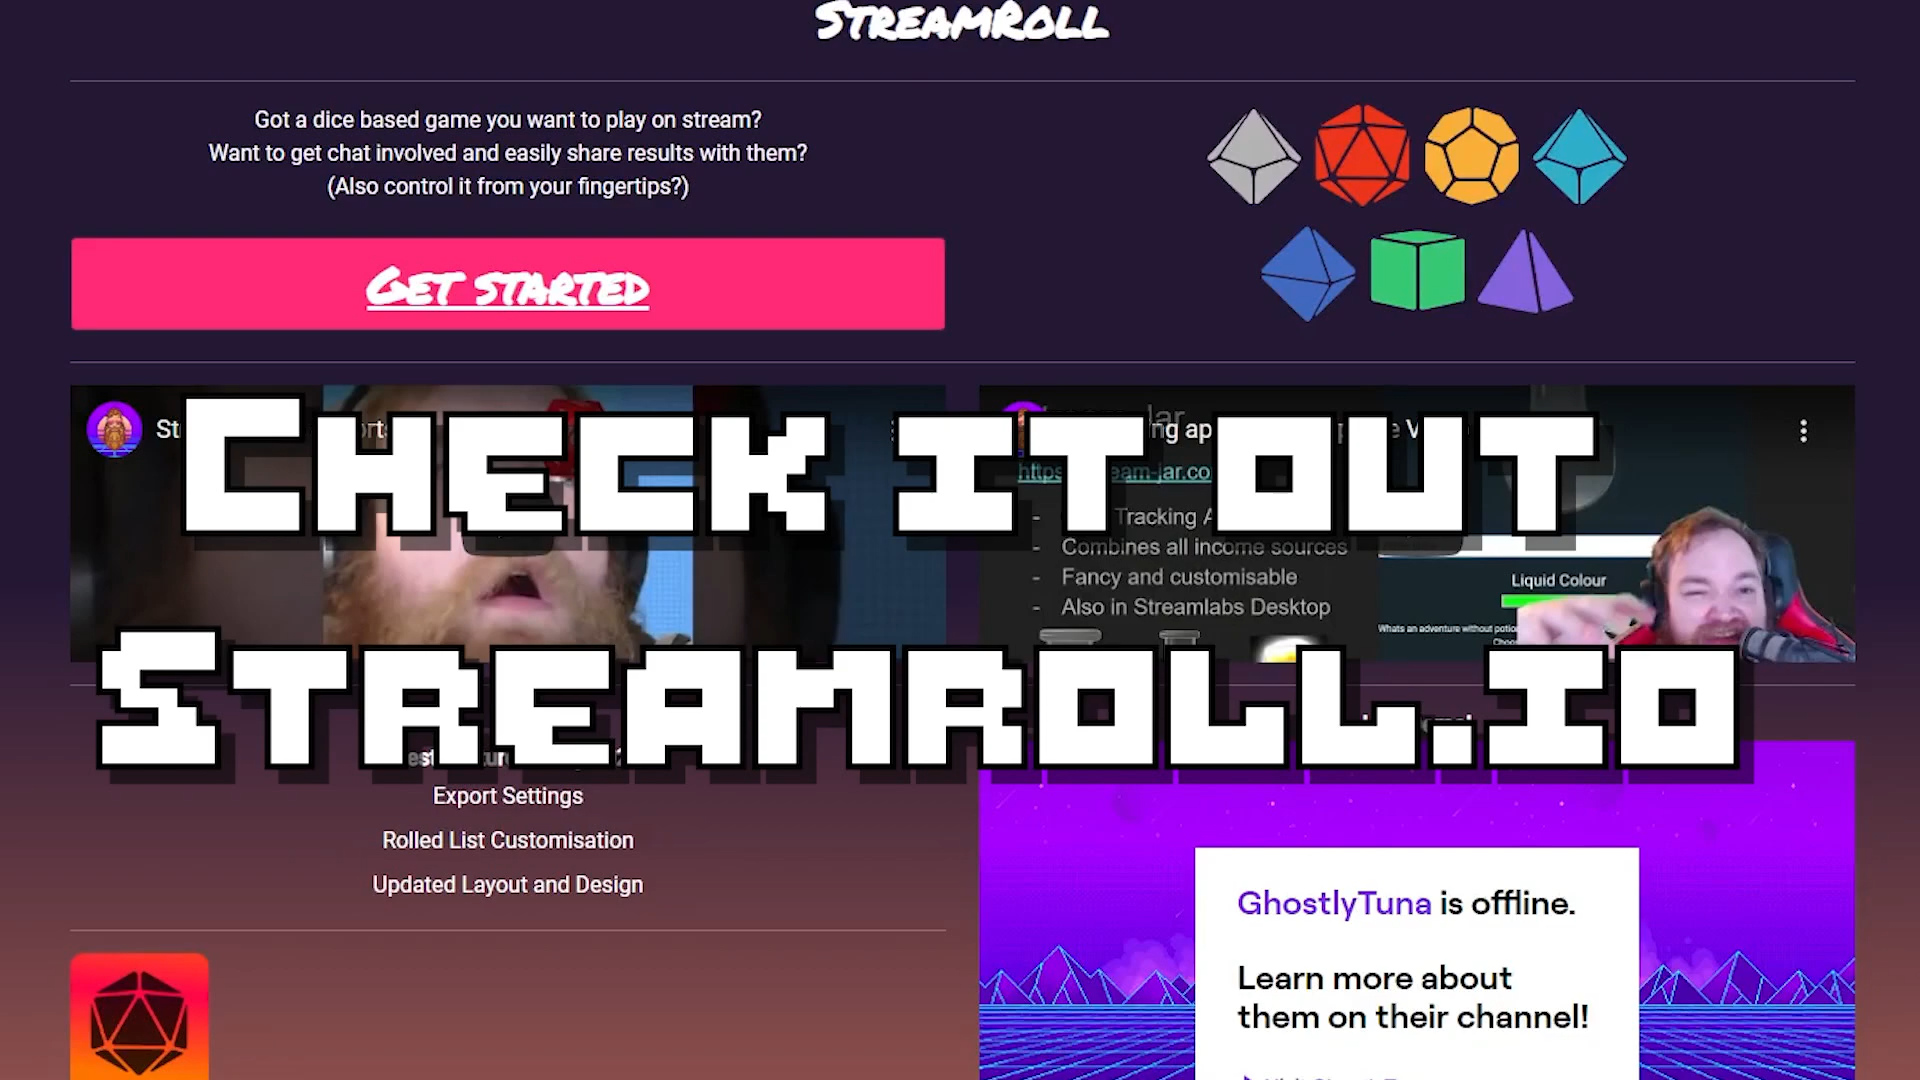 StreamRoll
Got a dice based game you want to play on stream?
Want to get chat involved and easily share results with them?
(Also control it from your fingertips?)
Get started
Check it out
Streamroll.io
Tracking
Combines all income sources
Fancy and customisable
Also in Streamlabs Desktop
Liquid Colour
Export Settings
Rolled List Customisation
Updated Layout and Design
GhostlyTuna is offline.
Learn more about
them on their channel!